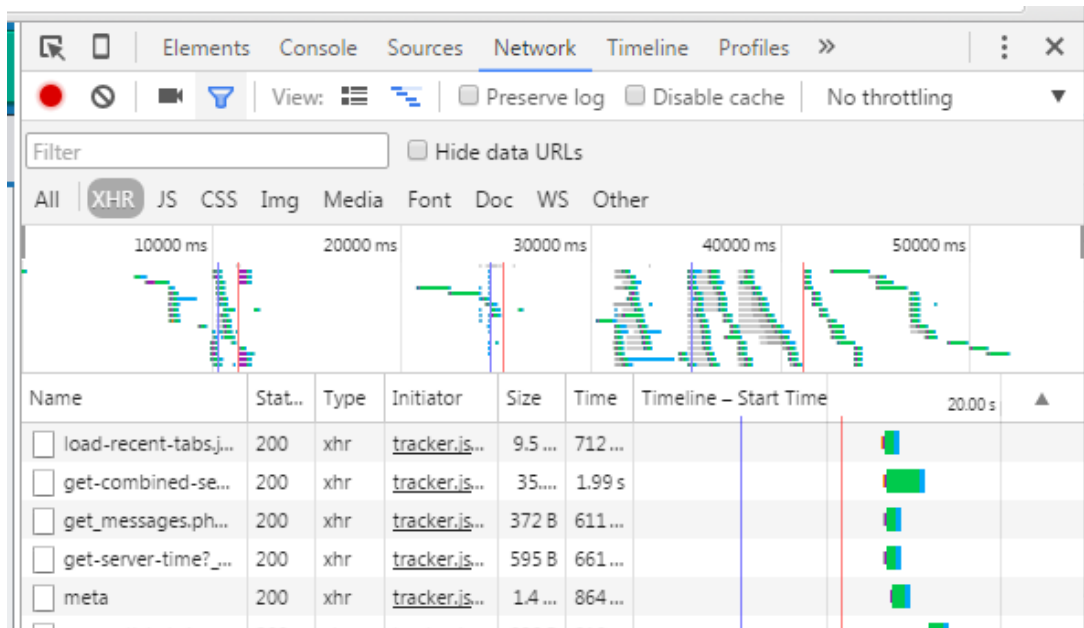 Elements Console Sources Network Timeline Profiles »
View: Preserve log Disable cache No throttling
Filter Hide data URLs
All XHR JS CSS Img Media Font Doc WS Other
10000 ms 20000 ms 30000 ms 40000 ms 50000 ms
Name Stat... Type Initiator Size Time Timeline – Start Time 20.00 s
load-recent-tabs.j... 200 xhr tracker.js... 9.5 ... 712 ...
get-combined-se... 200 xhr tracker.js... 35.... 1.99 s
get_messages.ph... 200 xhr tracker.js... 372 B 611 ...
get-server-time?_... 200 xhr tracker.js... 595 B 661 ...
meta 200 xhr tracker.js... 1.4 ... 864 ...